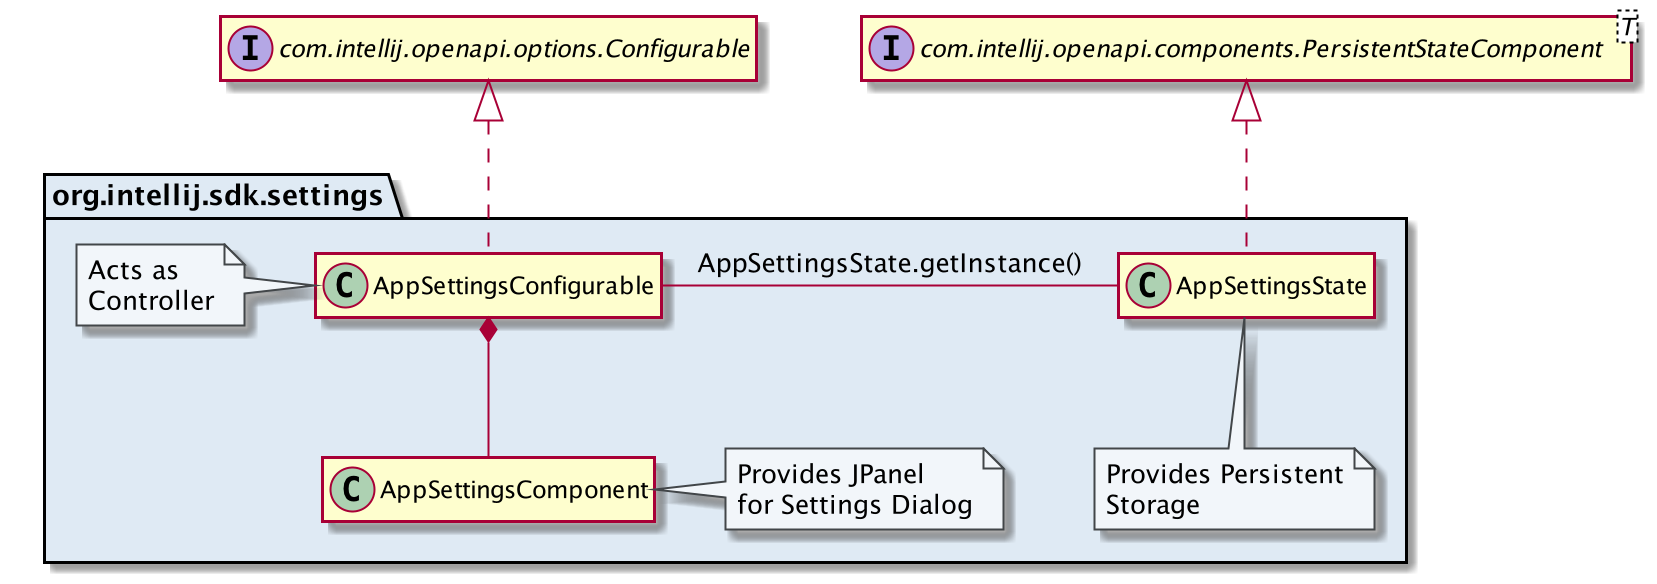 I com.intellij.openapi.options.Configurable
I com.intellij.openapi.components.PersistentStateComponent T
org.intellij.sdk.settings
Acts as
Controller
C AppSettingsConfigurable
AppSettingsState.getInstance()
C AppSettingsState
C AppSettingsComponent
Provides JPanel
for Settings Dialog
Provides Persistent
Storage